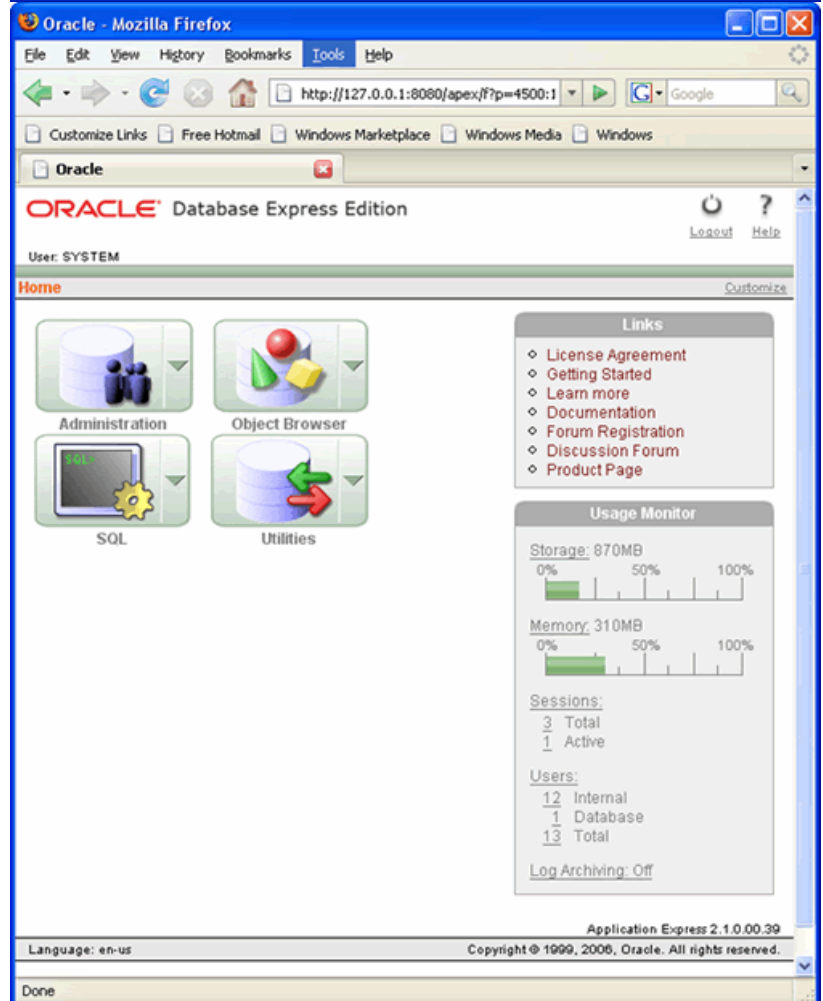 Oracle - Mozilla Firefox
File Edit View History Bookmarks Tools Help
http://127.0.0.1:8080/apex/f?p=4500:1 G Google
Customize Links Free Hotmail Windows Marketplace Windows Media Windows
Oracle
ORACLE Database Express Edition
Logout Help
User: SYSTEM
Home Customize
Links
License Agreement
Getting Started
Learn more
Documentation
Forum Registration
Discussion Forum
Product Page
Administration Object Browser
SQL>
SQL Utilities
Usage Monitor
Storage: 870MB
0% 50% 100%
Memory: 310MB
0% 50% 100%
Sessions:
3 Total
1 Active
Users:
12 Internal
1 Database
13 Total
Log Archiving: Off
Application Express 2.1.0.00.39
Language: en-us Copyright © 1999, 2006, Oracle. All rights reserved.
Done